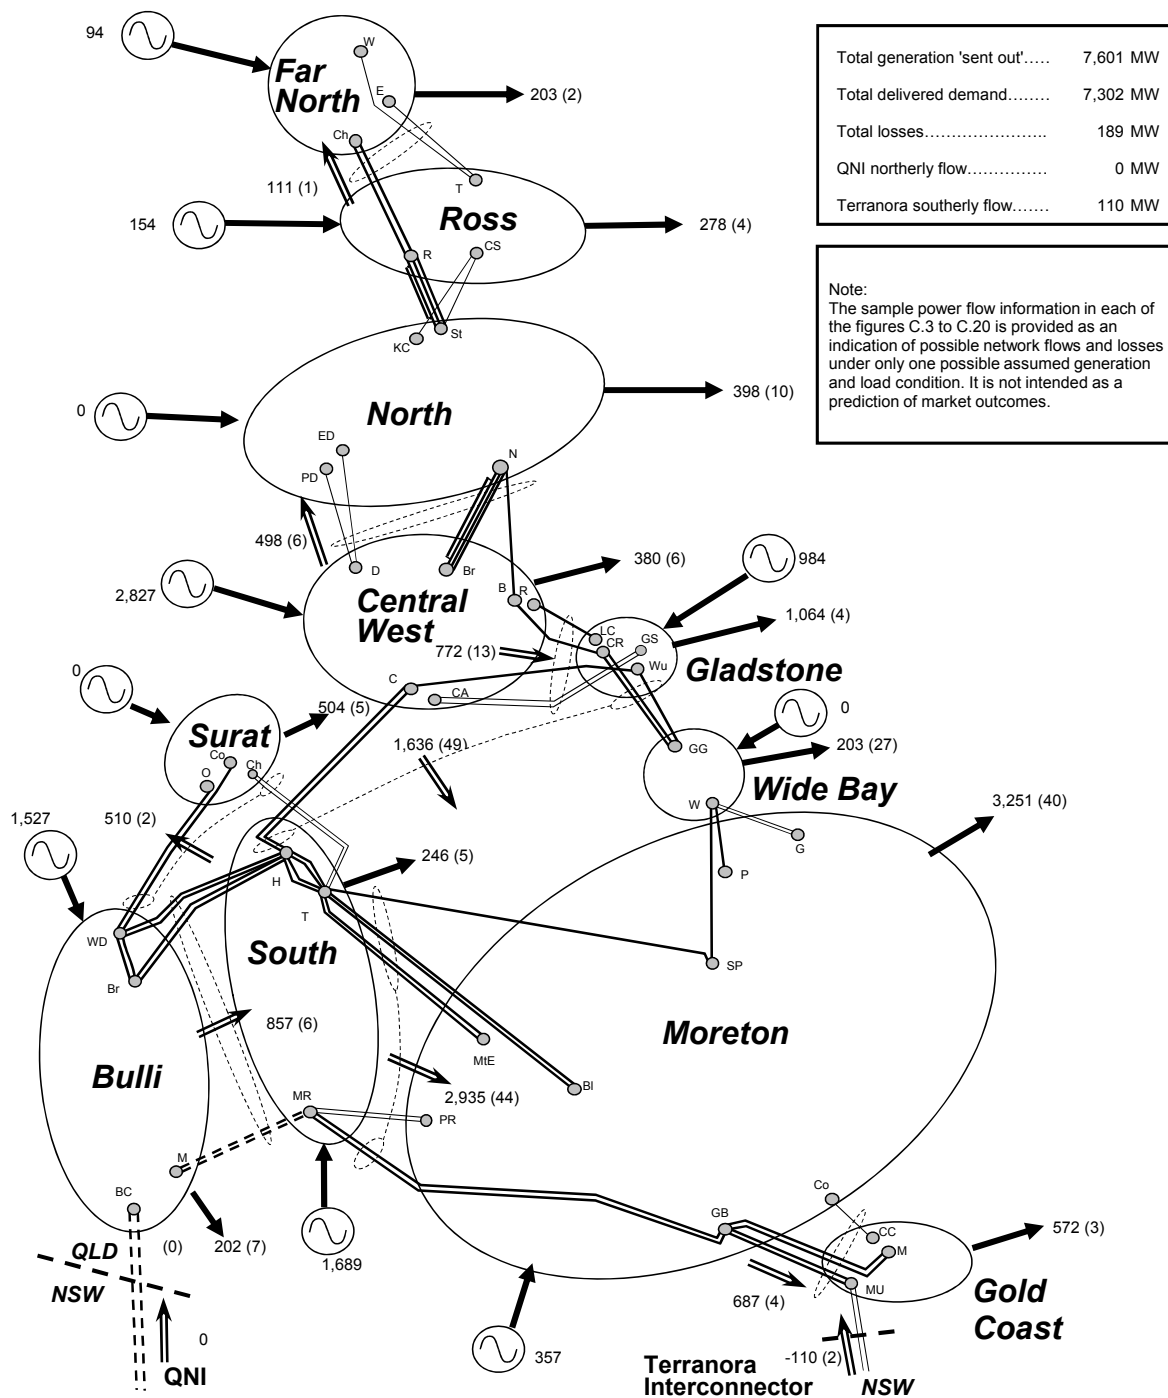 94
W
Far
North
E
203 (2)
Ch
111 (1)
T
Ross
154
278 (4)
R
CS
St
KC
Total generation 'sent out'..... 7,601 MW
Total delivered demand........ 7,302 MW
Total losses...................... 189 MW
QNI northerly flow............... 0 MW
Terranora southerly flow....... 110 MW
Note:
The sample power flow information in each of
the figures C.3 to C.20 is provided as an
indication of possible network flows and losses
under only one possible assumed generation
and load condition. It is not intended as a
prediction of market outcomes.
0
North
398 (10)
ED
PD
N
498 (6)
D
Br
380 (6)
984
2,827
Central
West
B
R
1,064 (4)
LC
CR
GS
772 (13)
Wu
Gladstone
C
CA
0
504 (5)
Surat
Co
Ch
O
1,636 (49)
0
GG
203 (27)
Wide Bay
W
G
3,251 (40)
1,527
510 (2)
246 (5)
H
T
P
WD
South
SP
Br
857 (6)
Moreton
MtE
Bl
Bulli
2,935 (44)
MR
PR
M
BC
Co
GB
CC
M
572 (3)
QLD
(0)
202 (7)
1,689
MU
NSW
687 (4)
Gold
Coast
0
QNI
357
-110 (2)
Terranora
Interconnector
NSW